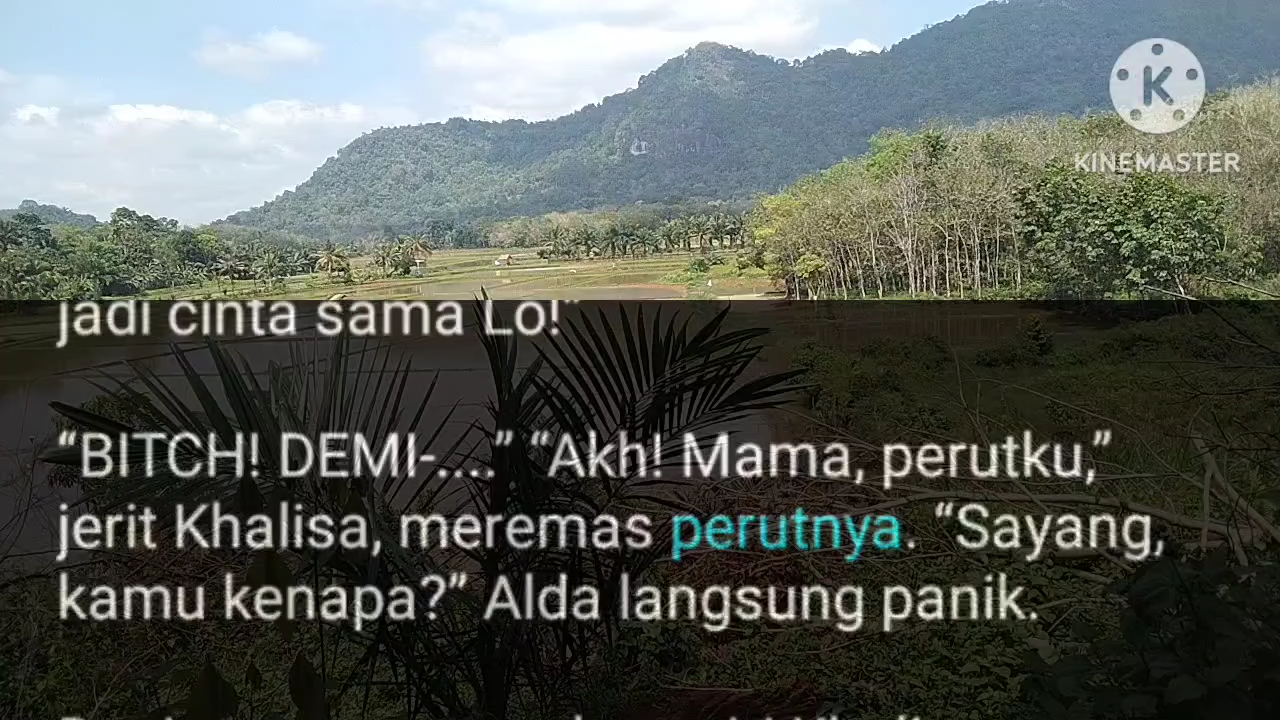 KINEMASTER
jadi cinta sama Lo!"
“BITCH! DEMI-....” “Akh! Mama, perutku,”
jerit Khalisa, meremas perutnya. “Sayang,
kamu kenapa?” Alda langsung panik.